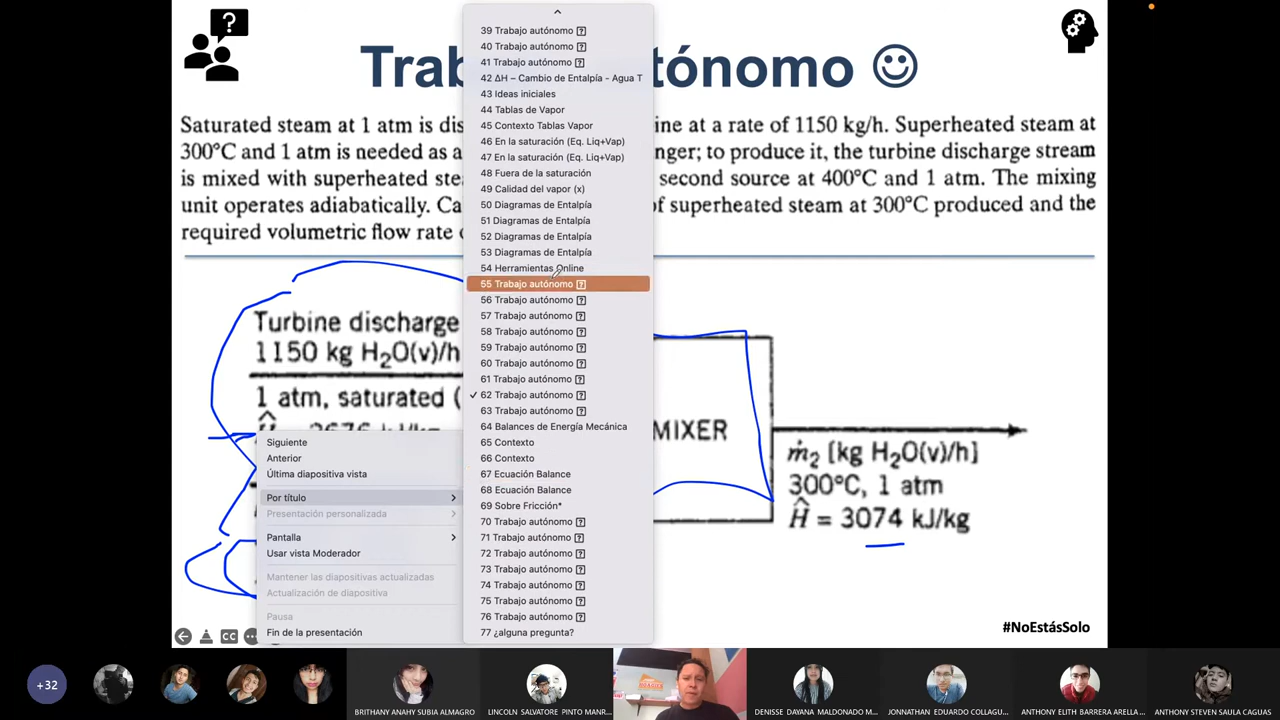 Trab
tónomo
Saturated steam at 1 atm is dis
ine at a rate of 1150 kg/h. Superheated steam at
300°C and 1 atm is needed as a
nger; to produce it, the turbine discharge stream
is mixed with superheated stea
second source at 400°C and 1 atm. The mixing
unit operates adiabatically. Ca
of superheated steam at 300°C produced and the
required volumetric flow rate o
39 Trabajo autónomo ?
40 Trabajo autónomo ?
41 Trabajo autónomo ?
42 ΔH – Cambio de Entalpía - Agua T
43 Ideas iniciales
44 Tablas de Vapor
45 Contexto Tablas Vapor
46 En la saturación (Eq. Liq+Vap)
47 En la saturación (Eq. Liq+Vap)
48 Fuera de la saturación
49 Calidad del vapor (x)
50 Diagramas de Entalpía
51 Diagramas de Entalpía
52 Diagramas de Entalpía
53 Diagramas de Entalpía
54 Herramientas Online
55 Trabajo autónomo ?
56 Trabajo autónomo ?
57 Trabajo autónomo ?
58 Trabajo autónomo ?
59 Trabajo autónomo ?
60 Trabajo autónomo ?
61 Trabajo autónomo ?
✓ 62 Trabajo autónomo ?
63 Trabajo autónomo ?
64 Balances de Energía Mecánica
65 Contexto
66 Contexto
67 Ecuación Balance
68 Ecuación Balance
69 Sobre Fricción*
70 Trabajo autónomo ?
71 Trabajo autónomo ?
72 Trabajo autónomo ?
73 Trabajo autónomo ?
74 Trabajo autónomo ?
75 Trabajo autónomo ?
76 Trabajo autónomo ?
77 ¿alguna pregunta?
Turbine discharge
1150 kg H₂O(v)/h
1 atm, saturated (
MIXER
ṁ₂ [kg H₂O(v)/h]
300°C, 1 atm
Ĥ = 3074 kJ/kg
Siguiente
Anterior
Última diapositiva vista
Por título
Presentación personalizada
Pantalla
Usar vista Moderador
Mantener las diapositivas actualizadas
Actualización de diapositiva
Pausa
Fin de la presentación
CC
#NoEstásSolo
+32
BRITHANY ANAHY SUBIA ALMAGRO
LINCOLN SALVATORE PINTO MANR...
DENISSE DAYANA MALDONADO M...
JONNATHAN EDUARDO COLLAGU...
ANTHONY ELITH BARRERA ARELLA...
ANTHONY STEVEN SAULA CAGUAS